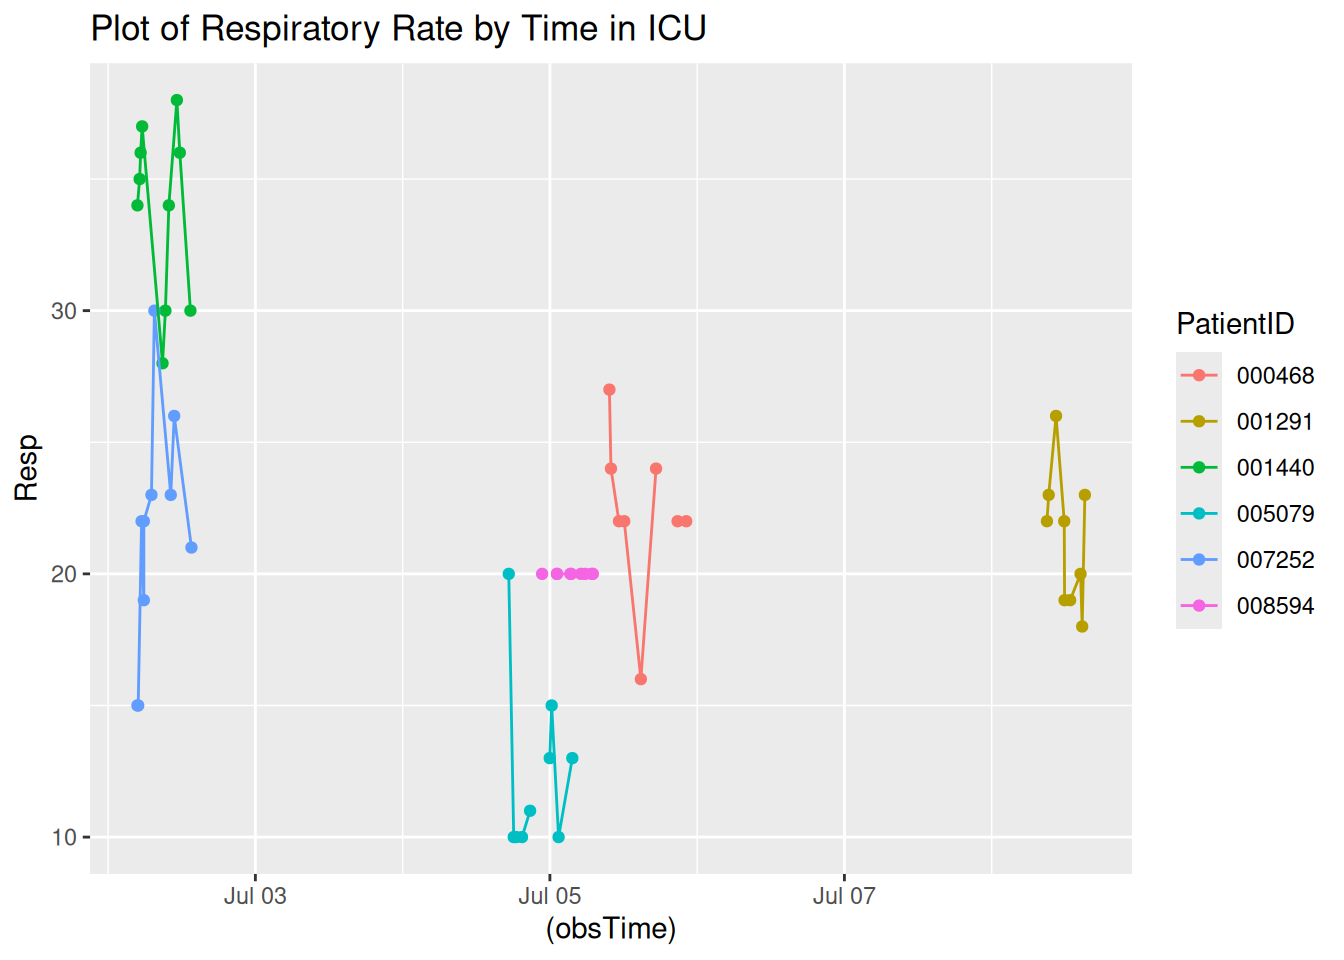 Plot of Respiratory Rate by Time in ICU
Resp
30
20
10
Jul 03 Jul 05 Jul 07
(obsTime)
PatientID
000468
001291
001440
005079
007252
008594